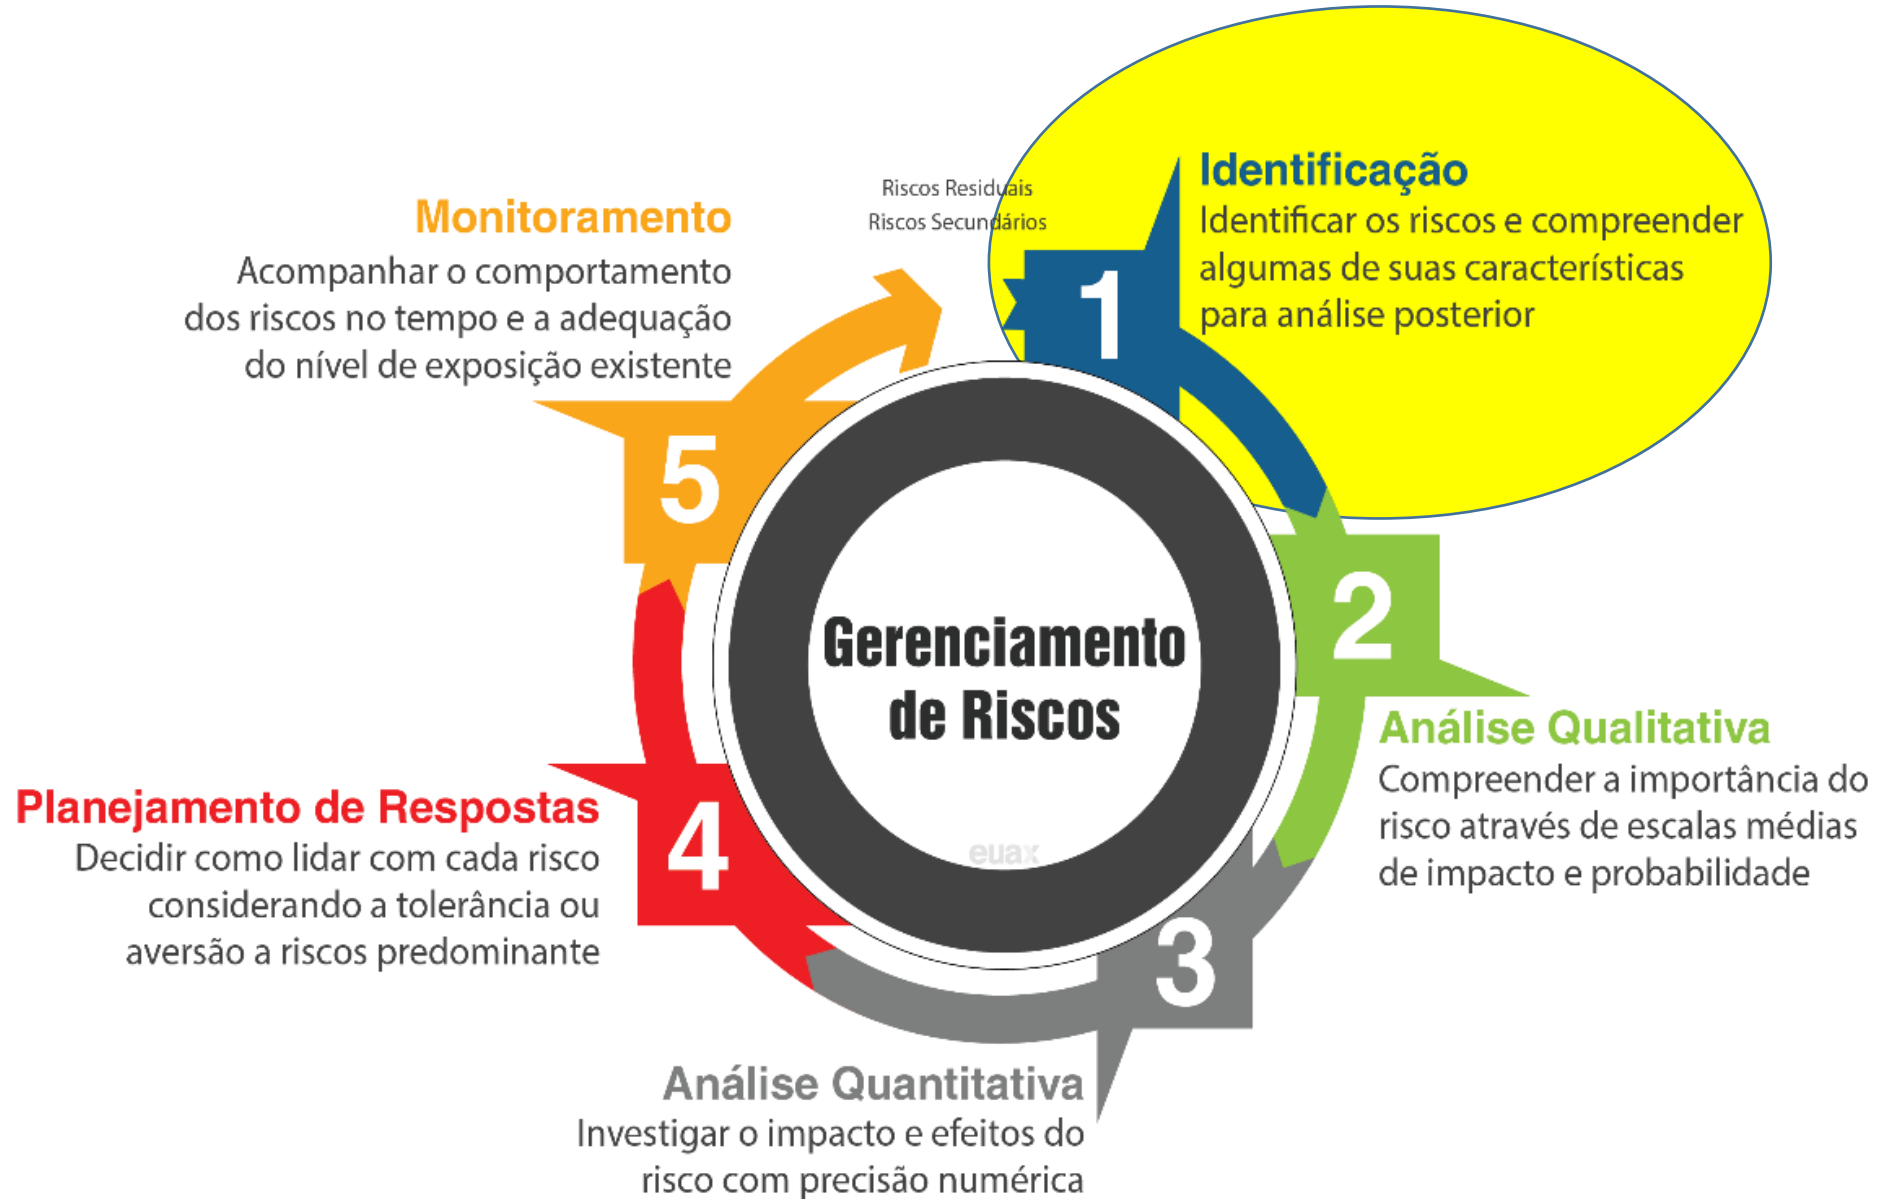 Riscos Residuais
Riscos Secundários
1
Identificação
Identificar os riscos e compreender
algumas de suas características
para análise posterior
2
Análise Qualitativa
Compreender a importância do
risco através de escalas médias
de impacto e probabilidade
3
Análise Quantitativa
Investigar o impacto e efeitos do
risco com precisão numérica
4
Planejamento de Respostas
Decidir como lidar com cada risco
considerando a tolerância ou
aversão a riscos predominante
5
Monitoramento
Acompanhar o comportamento
dos riscos no tempo e a adequação
do nível de exposição existente
Gerenciamento
de Riscos
euax